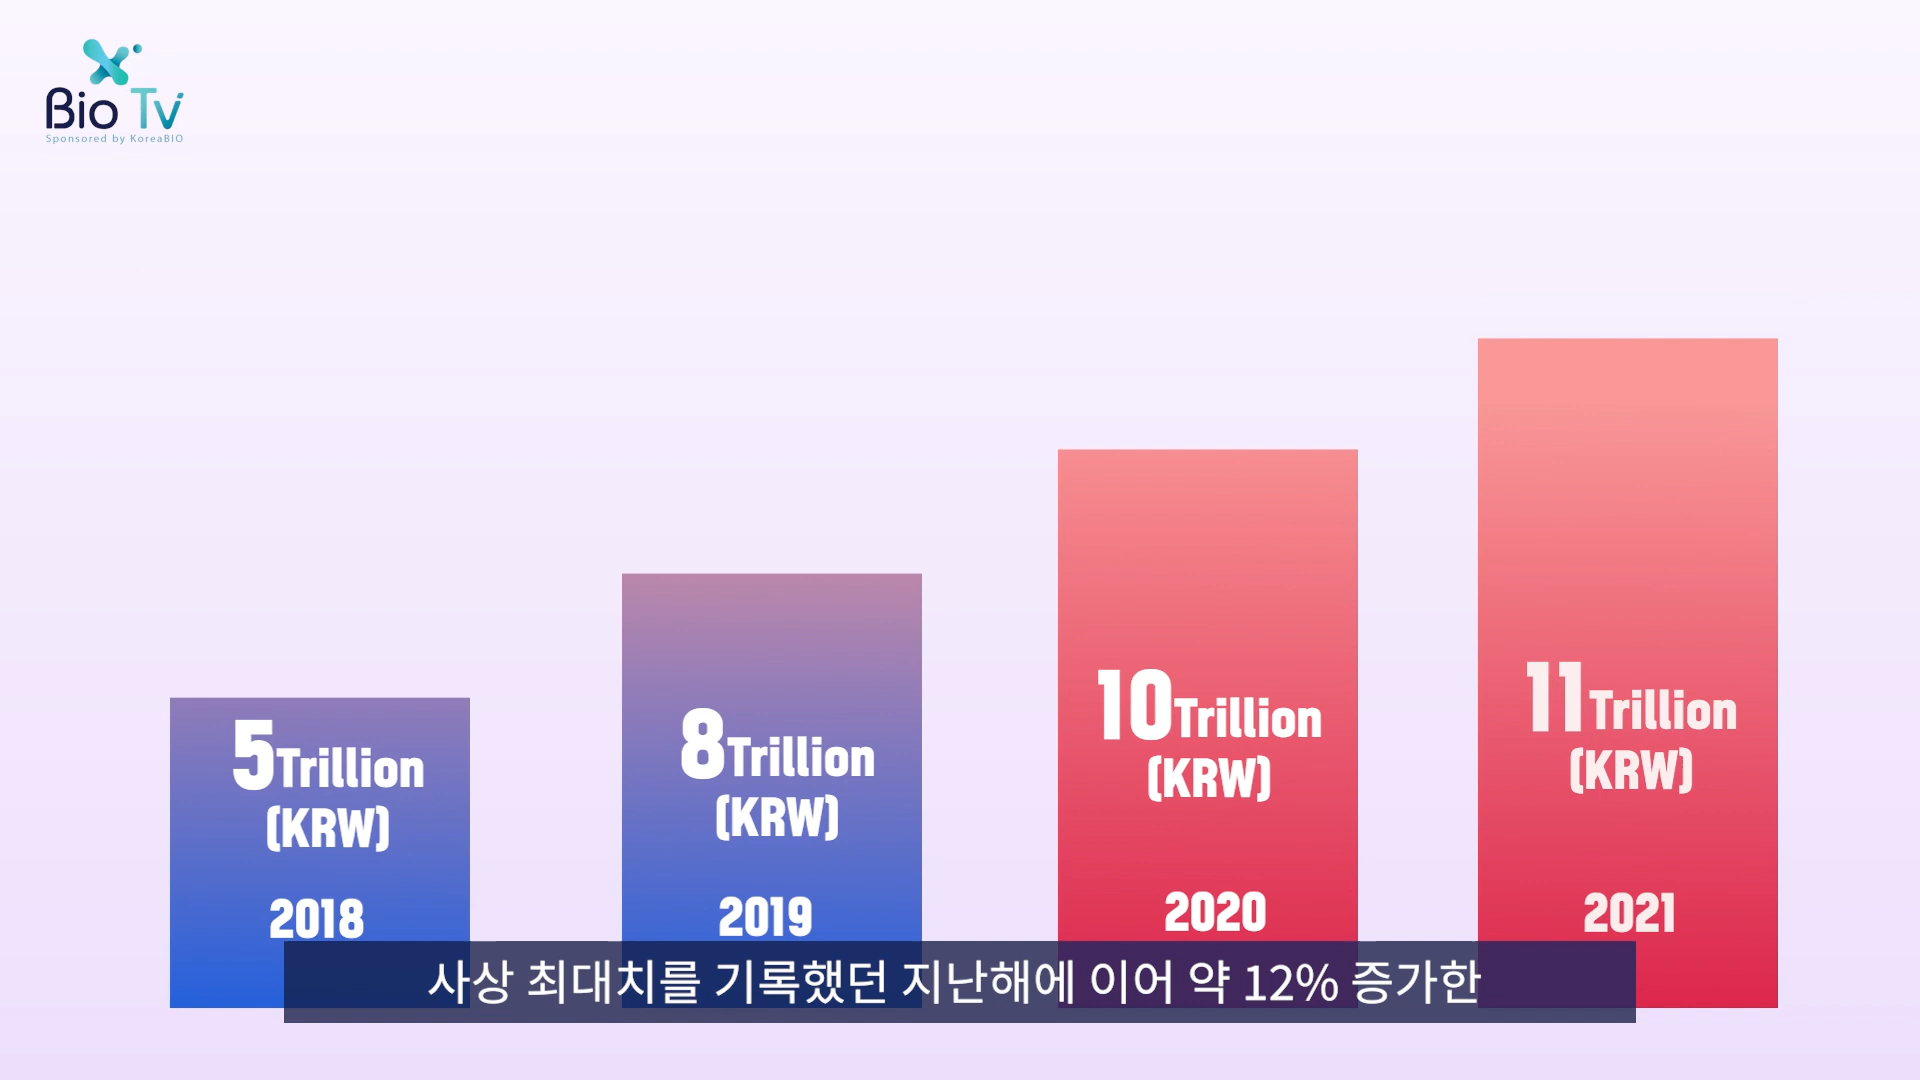 Bio Tv
Sponsored by KoreaBIO
5Trillion
(KRW)
2018
8Trillion
(KRW)
2019
10Trillion
(KRW)
2020
11Trillion
(KRW)
2021
사상 최대치를 기록했던 지난해에 이어 약 12% 증가한